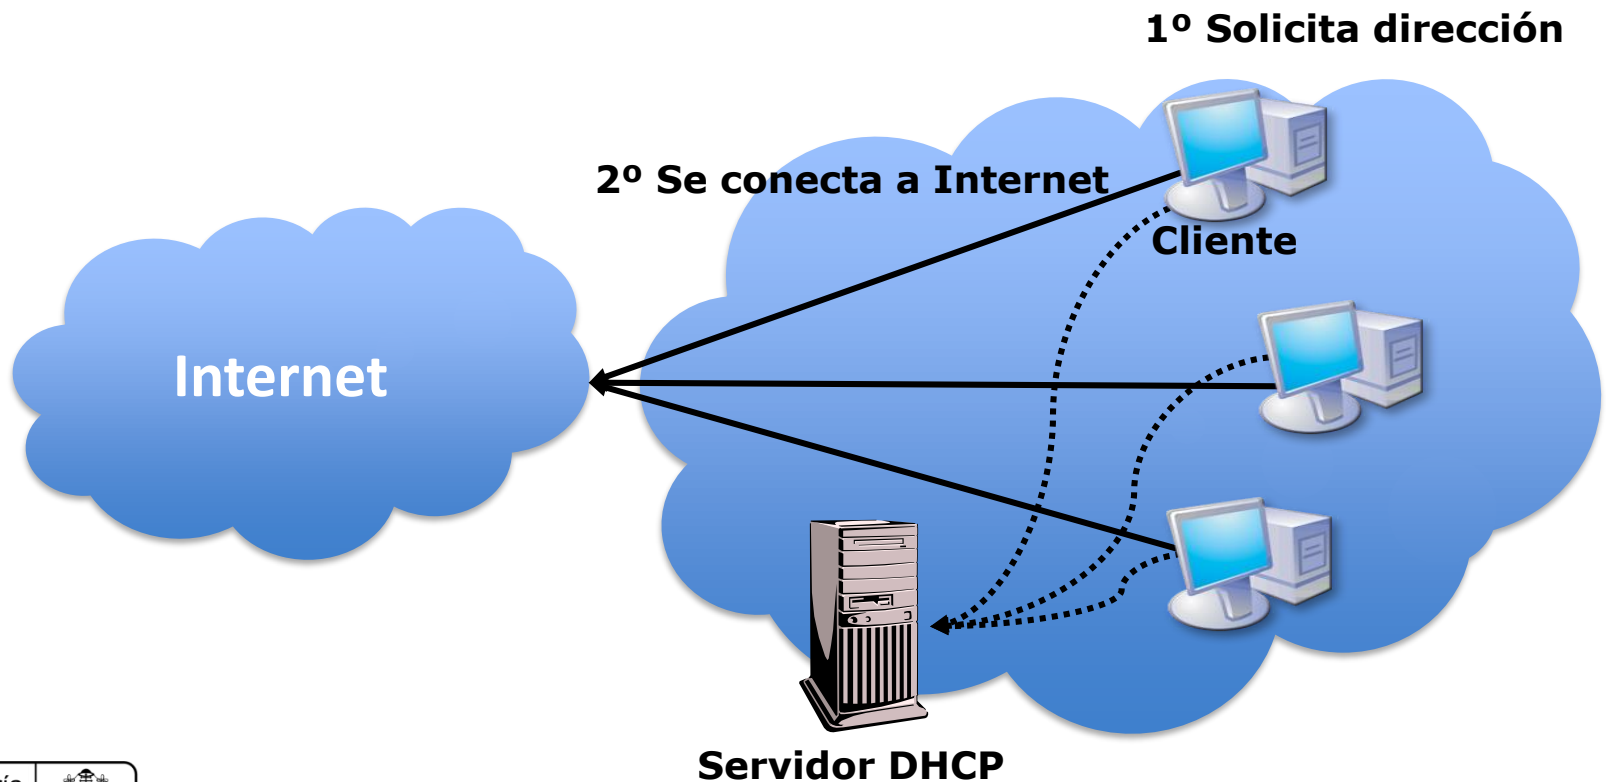 1º Solicita dirección
2º Se conecta a Internet
Cliente
Internet
Servidor DHCP